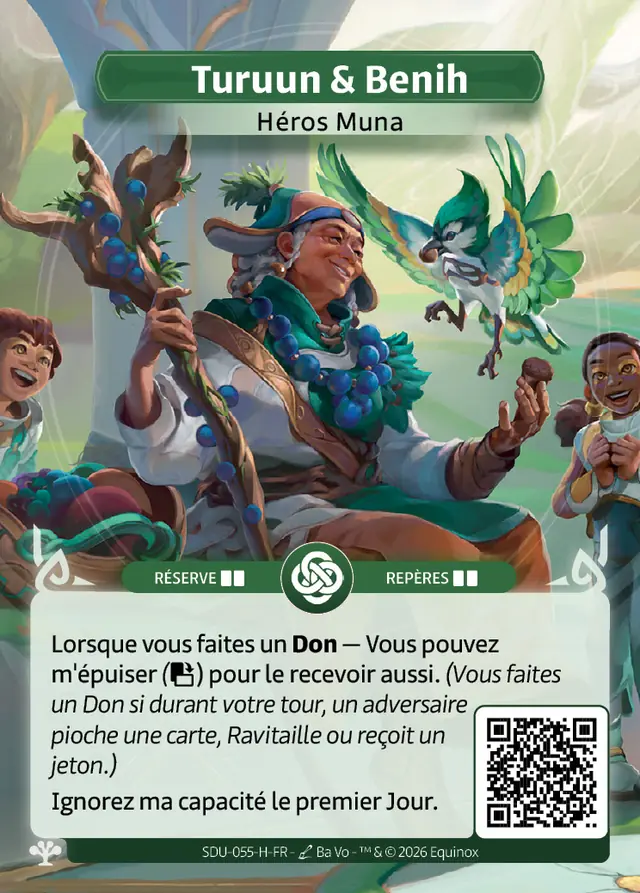 Turuun & Benih
Héros Muna
RÉSERVE
REPÈRES
Lorsque vous faites un Don — Vous pouvez
m'épuiser () pour le recevoir aussi. (Vous faites
un Don si durant votre tour, un adversaire
pioche une carte, Ravitaille ou reçoit un
jeton.)
Ignorez ma capacité le premier Jour.
SDU-055-H-FR - Ba Vo - ™ & © 2026 Equinox